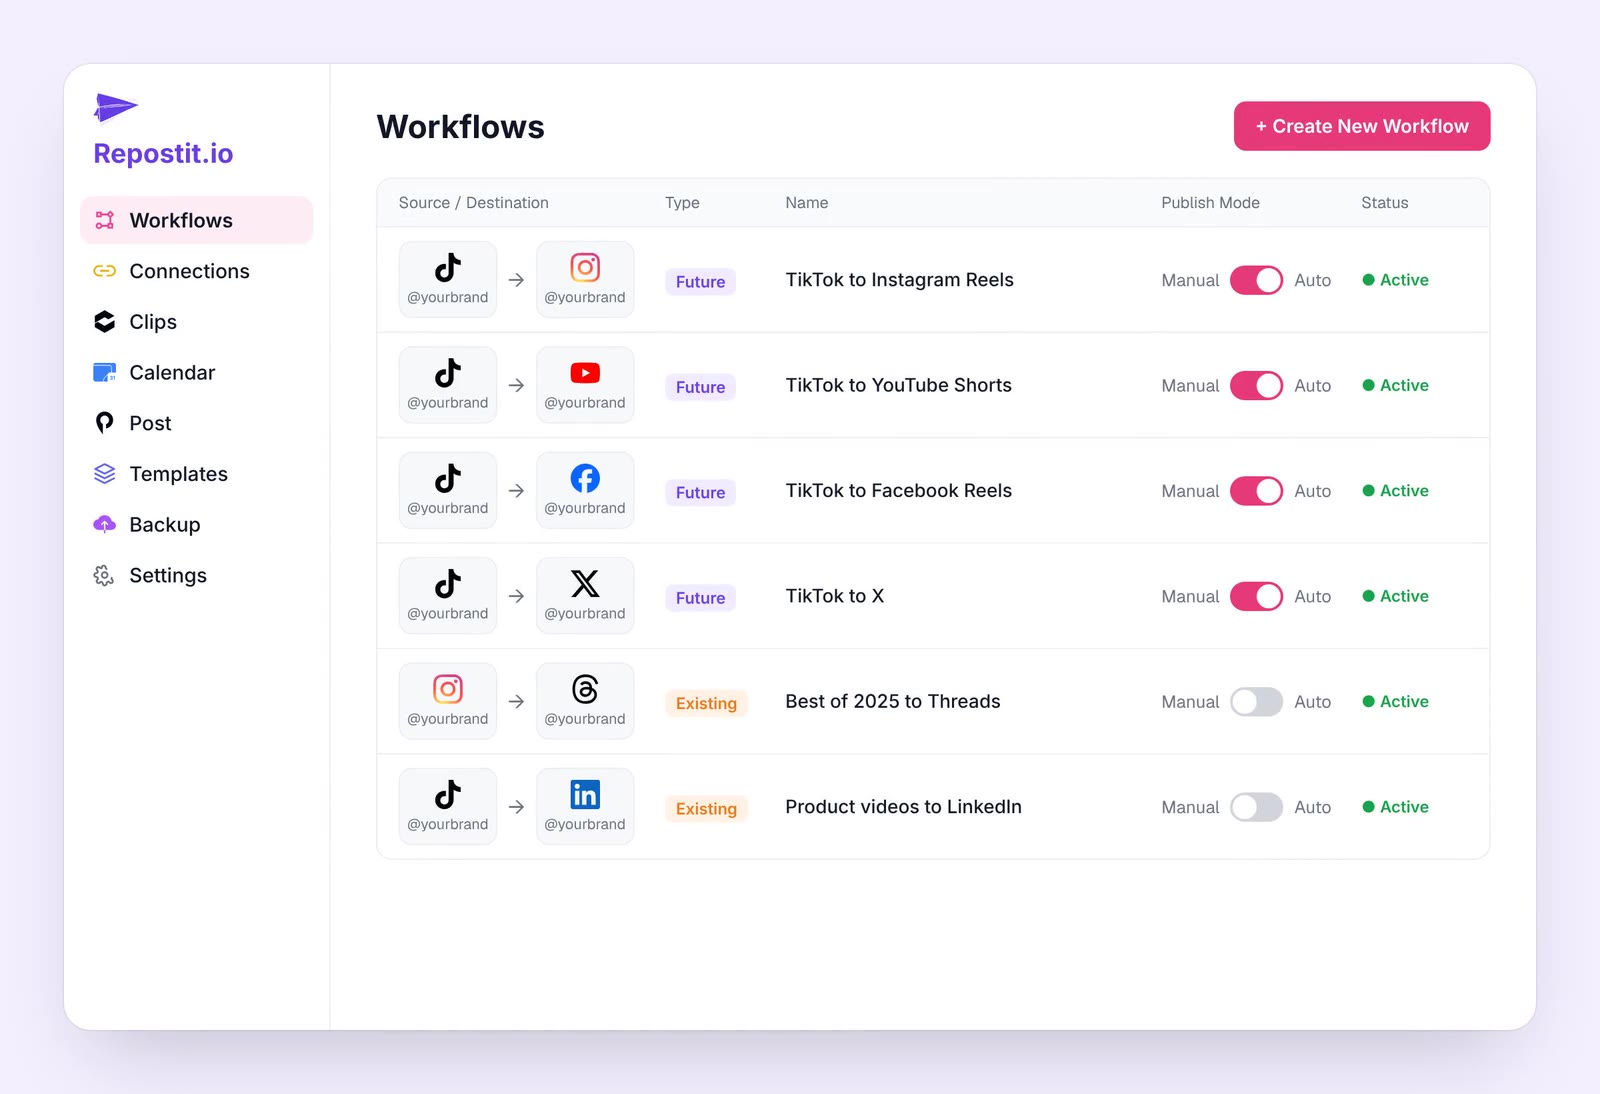 Repostit.io
Workflows
Connections
Clips
Calendar
31
Post
Templates
Backup
Settings
Workflows
+ Create New Workflow
Source / Destination Type Name Publish Mode Status
@yourbrand → @yourbrand Future TikTok to Instagram Reels Manual Auto Active
@yourbrand → @yourbrand Future TikTok to YouTube Shorts Manual Auto Active
@yourbrand → @yourbrand Future TikTok to Facebook Reels Manual Auto Active
@yourbrand → @yourbrand Future TikTok to X Manual Auto Active
@yourbrand → @yourbrand Existing Best of 2025 to Threads Manual Auto Active
@yourbrand → @yourbrand Existing Product videos to LinkedIn Manual Auto Active